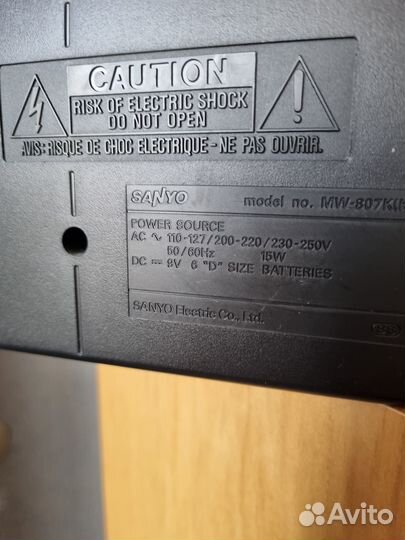 CAUTION
RISK OF ELECTRIC SHOCK
DO NOT OPEN
AVIS: RISQUE DE CHOC ELECTRIQUE - NE PAS OUVRIR.
SANYO model no. MW-807K
POWER SOURCE
AC ∿ 110-127/200-220/230-250V
50/60Hz 15W
DC ⎓ 9V 6 "D" SIZE BATTERIES
SANYO Electric Co., Ltd.
Avito